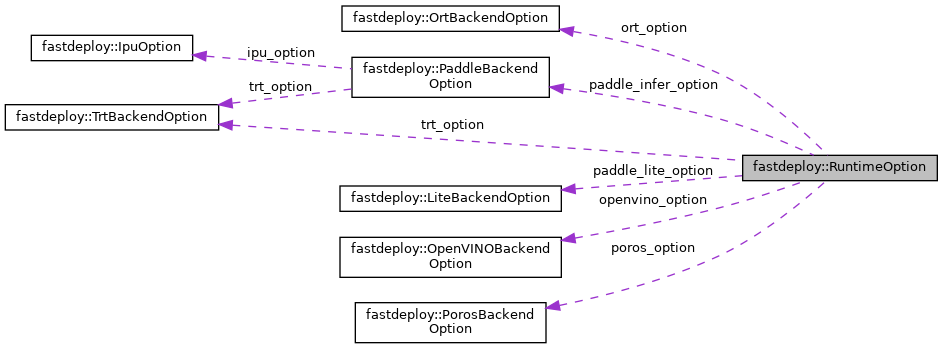 fastdeploy::OrtBackendOption
ort_option
fastdeploy::IpuOption
ipu_option
fastdeploy::PaddleBackend
Option
paddle_infer_option
trt_option
fastdeploy::TrtBackendOption
trt_option
fastdeploy::RuntimeOption
paddle_lite_option
fastdeploy::LiteBackendOption
openvino_option
fastdeploy::OpenVINOBackend
Option
poros_option
fastdeploy::PorosBackend
Option